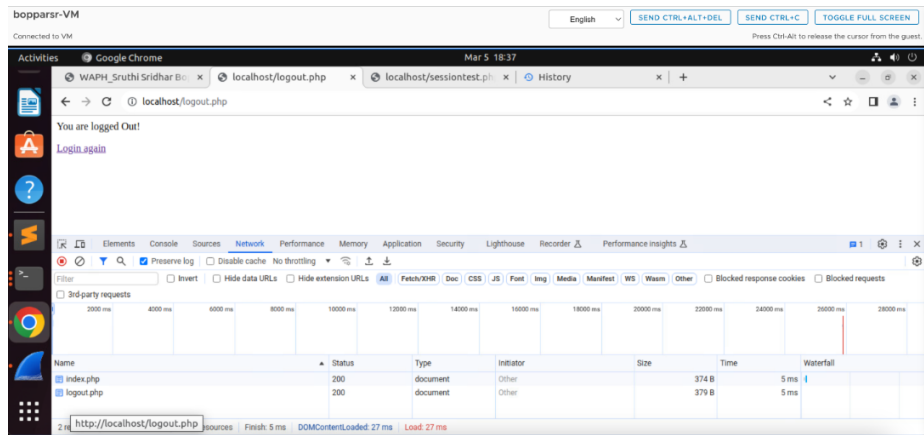 bopparsr-VM
English
SEND CTRL+ALT+DEL
SEND CTRL+C
TOGGLE FULL SCREEN
Connected to VM
Press Ctrl-Alt to release the cursor from the guest.
Activities
Google Chrome
Mar 5 18:37
WAPH_Sruthi Sridhar Bo
localhost/logout.php
localhost/sessiontest.ph
History
localhost/logout.php
You are logged Out!
Login again
Elements Console Sources Network Performance Memory Application Security Lighthouse Recorder Performance insights 1
Preserve log Disable cache No throttling
Filter Invert Hide data URLs Hide extension URLs All Fetch/XHR Doc CSS JS Font Img Media Manifest WS Wasm Other Blocked response cookies Blocked requests
3rd-party requests
2000 ms 4000 ms 6000 ms 8000 ms 10000 ms 12000 ms 14000 ms 16000 ms 18000 ms 20000 ms 22000 ms 24000 ms 26000 ms 28000 ms
Name Status Type Initiator Size Time Waterfall
index.php 200 document Other 374 B 5 ms
logout.php 200 document Other 379 B 5 ms
http://localhost/logout.php
2 Finish: 5 ms DOMContentLoaded: 27 ms Load: 27 ms